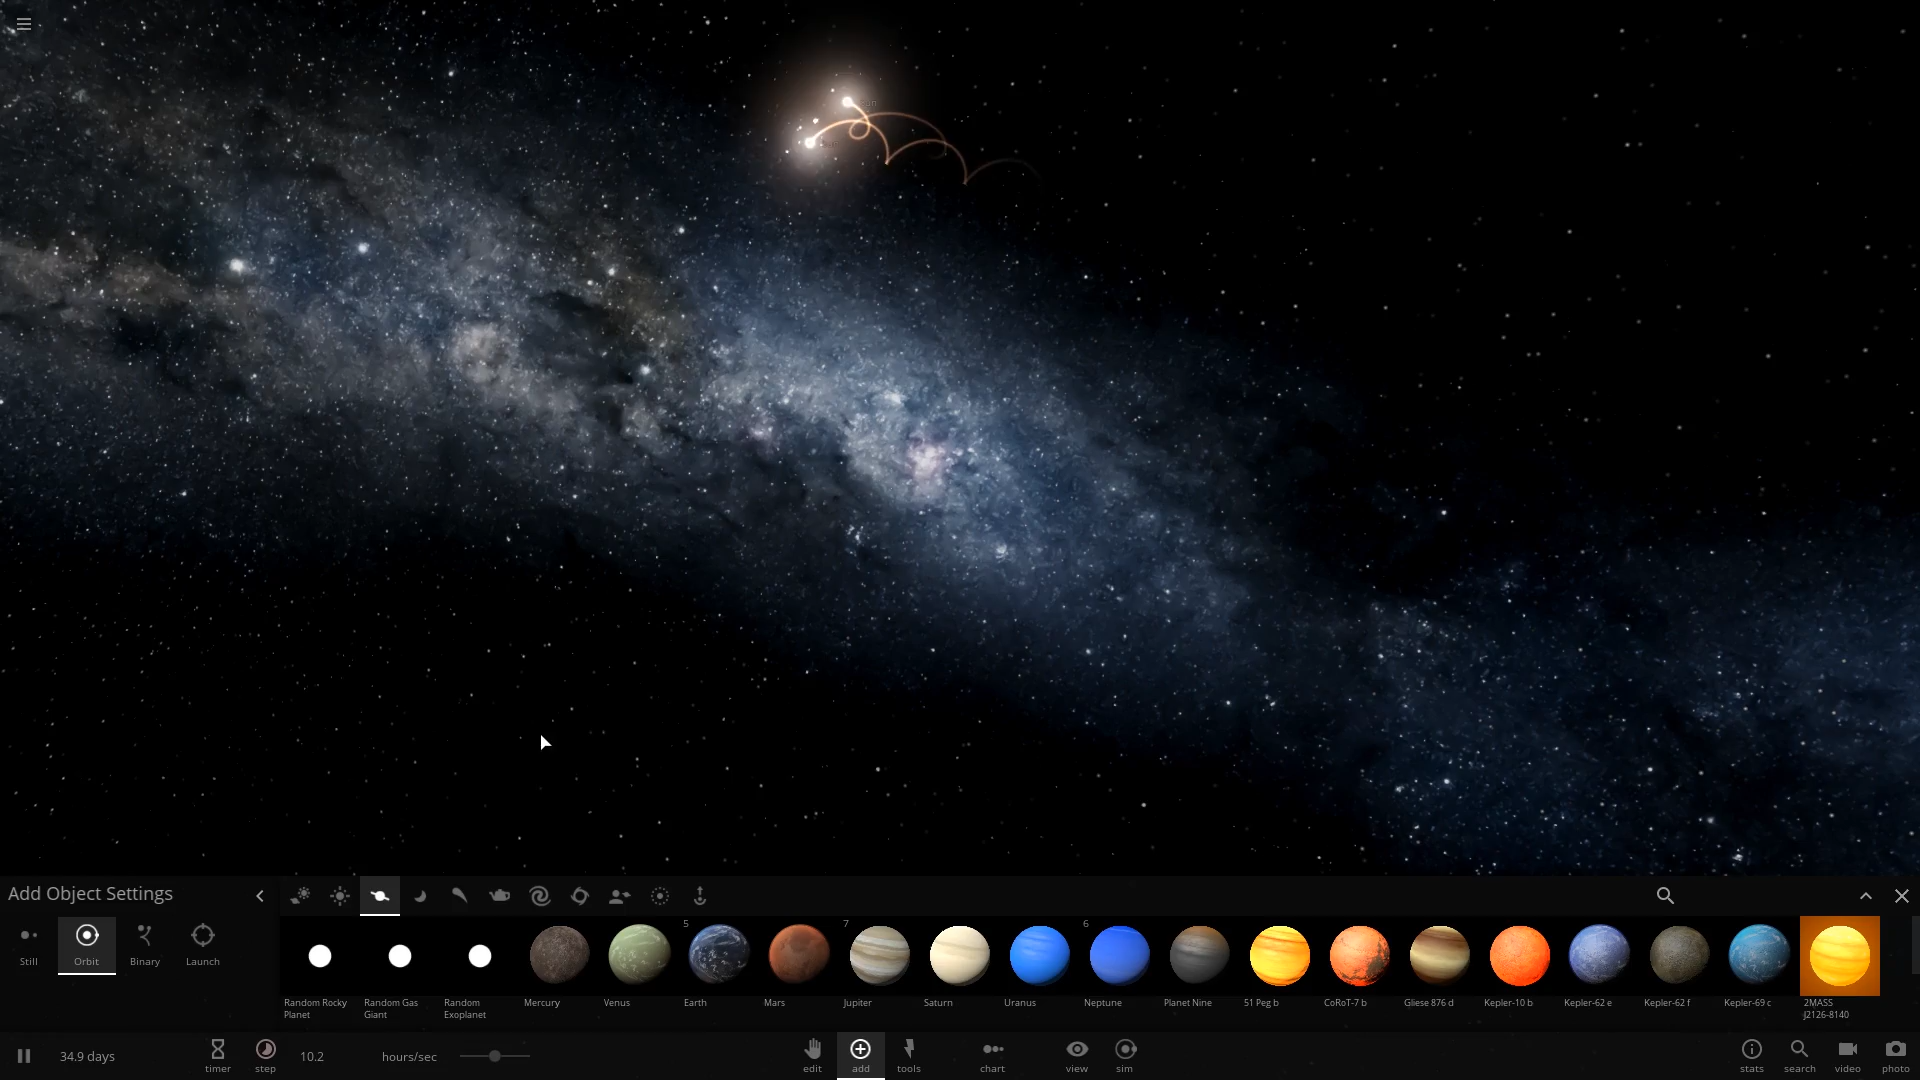 Add Object Settings
Still
Orbit
Binary
Launch
5
7
6
Random Rocky
Planet
Random Gas
Giant
Random
Exoplanet
Mercury
Venus
Earth
Mars
Jupiter
Saturn
Uranus
Neptune
Planet Nine
51 Peg b
CoRoT-7 b
Gliese 876 d
Kepler-10 b
Kepler-62 e
Kepler-62 f
Kepler-69 c
2MASS
J2126-8140
34.9 days
timer
step
10.2
hours/sec
edit
add
tools
chart
view
sim
stats
search
video
photo